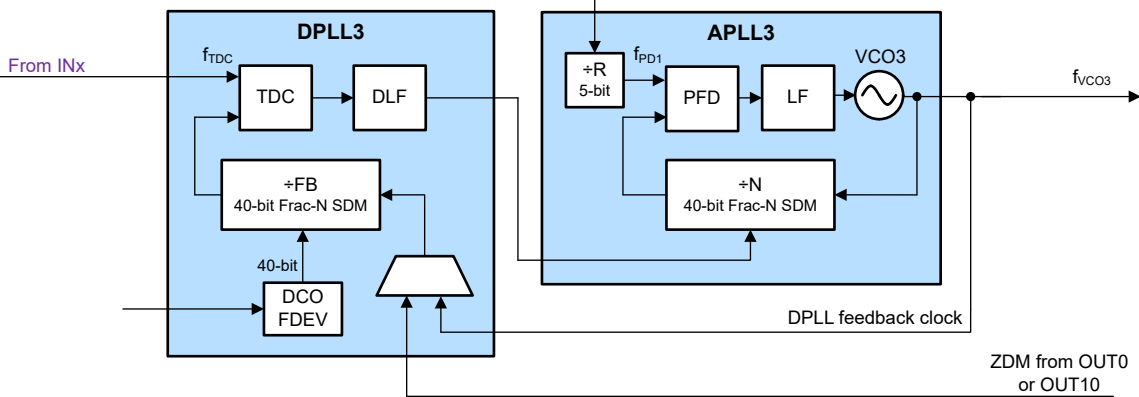 DPLL3
APLL3
From INx
fTDC
TDC
DLF
÷FB
40-bit Frac-N SDM
40-bit
DCO
FDEV
÷R
5-bit
fPD1
PFD
LF
VCO3
fVCO3
÷N
40-bit Frac-N SDM
DPLL feedback clock
ZDM from OUT0
or OUT10